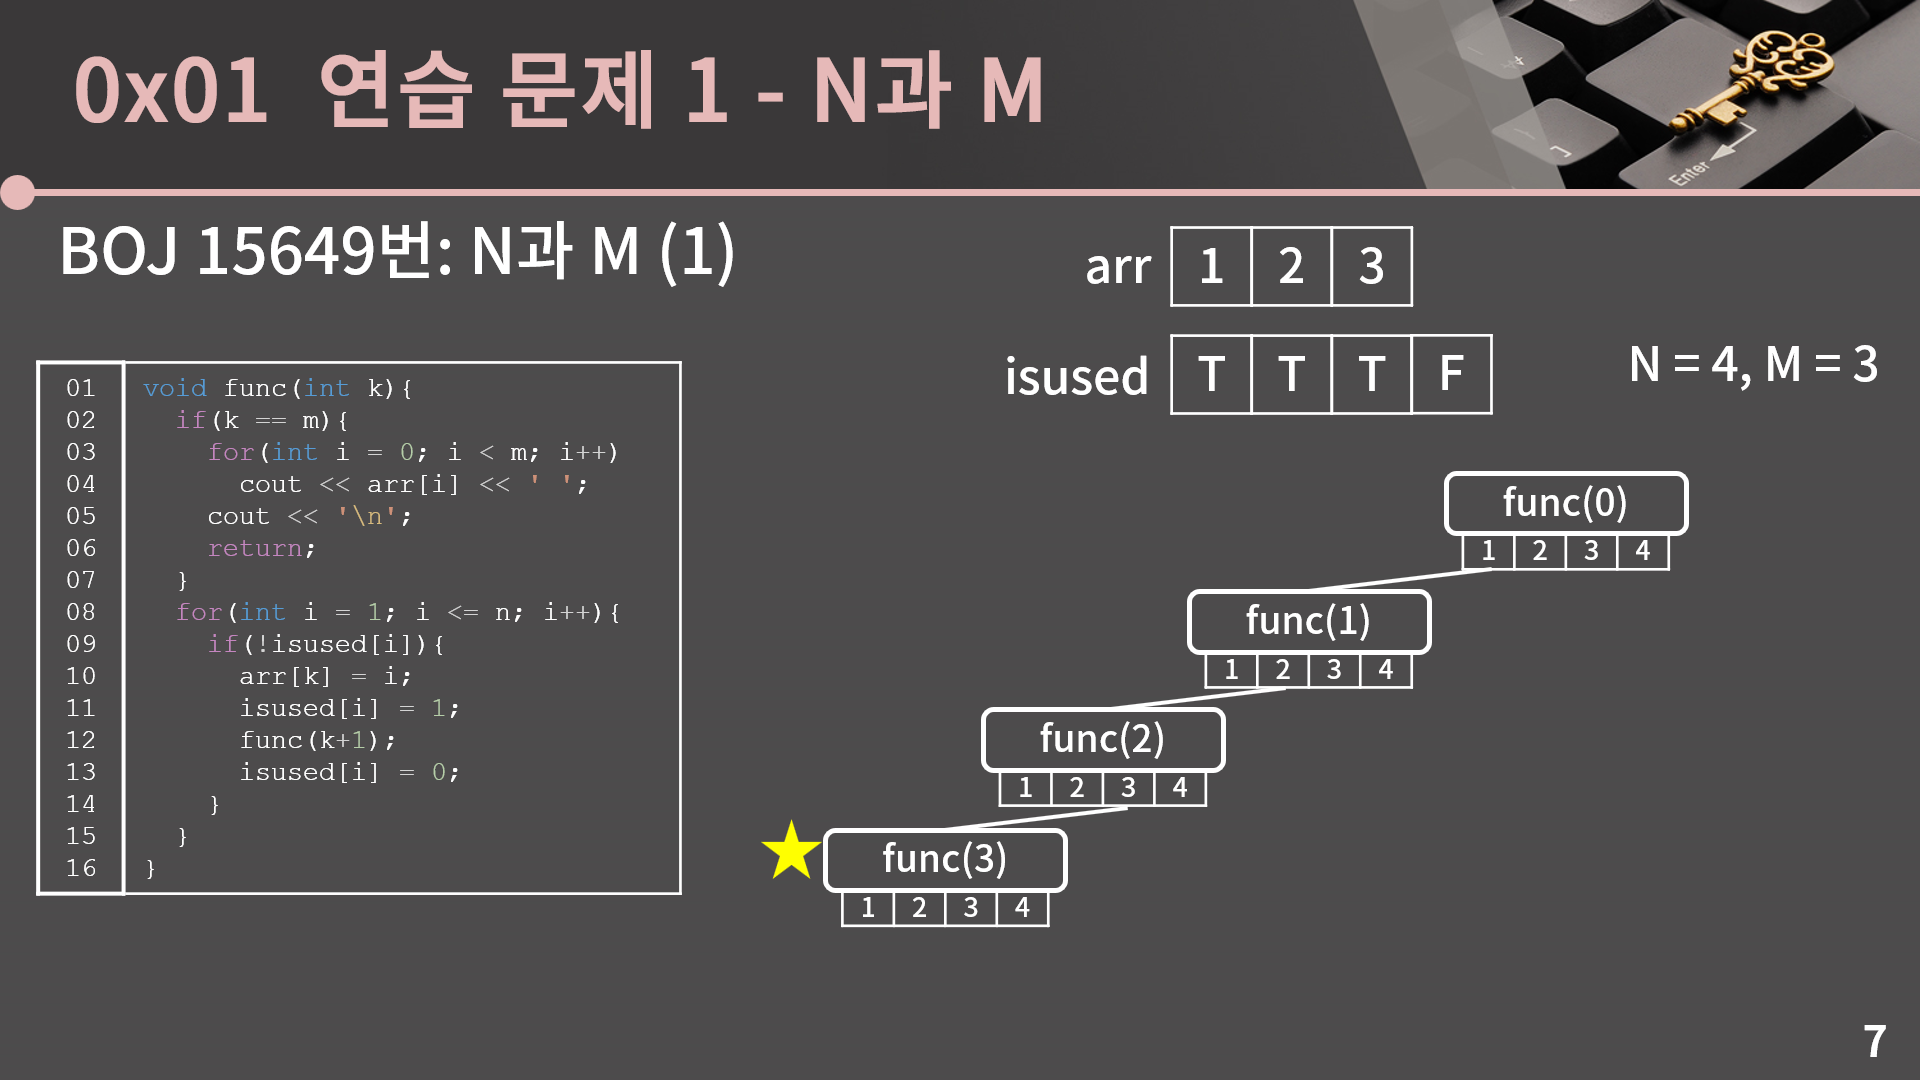 0x01 연습 문제 1 - N과 M
Enter
BOJ 15649번: N과 M (1)
arr 1 2 3
isused T T T F
N = 4, M = 3
01 void func(int k){
02   if(k == m){
03     for(int i = 0; i < m; i++)
04       cout << arr[i] << ' ';
05     cout << '\n';
06     return;
07   }
08   for(int i = 1; i <= n; i++){
09     if(!isused[i]){
10       arr[k] = i;
11       isused[i] = 1;
12       func(k+1);
13       isused[i] = 0;
14     }
15   }
16 }
func(0)
1 2 3 4
func(1)
1 2 3 4
func(2)
1 2 3 4
func(3)
1 2 3 4
7